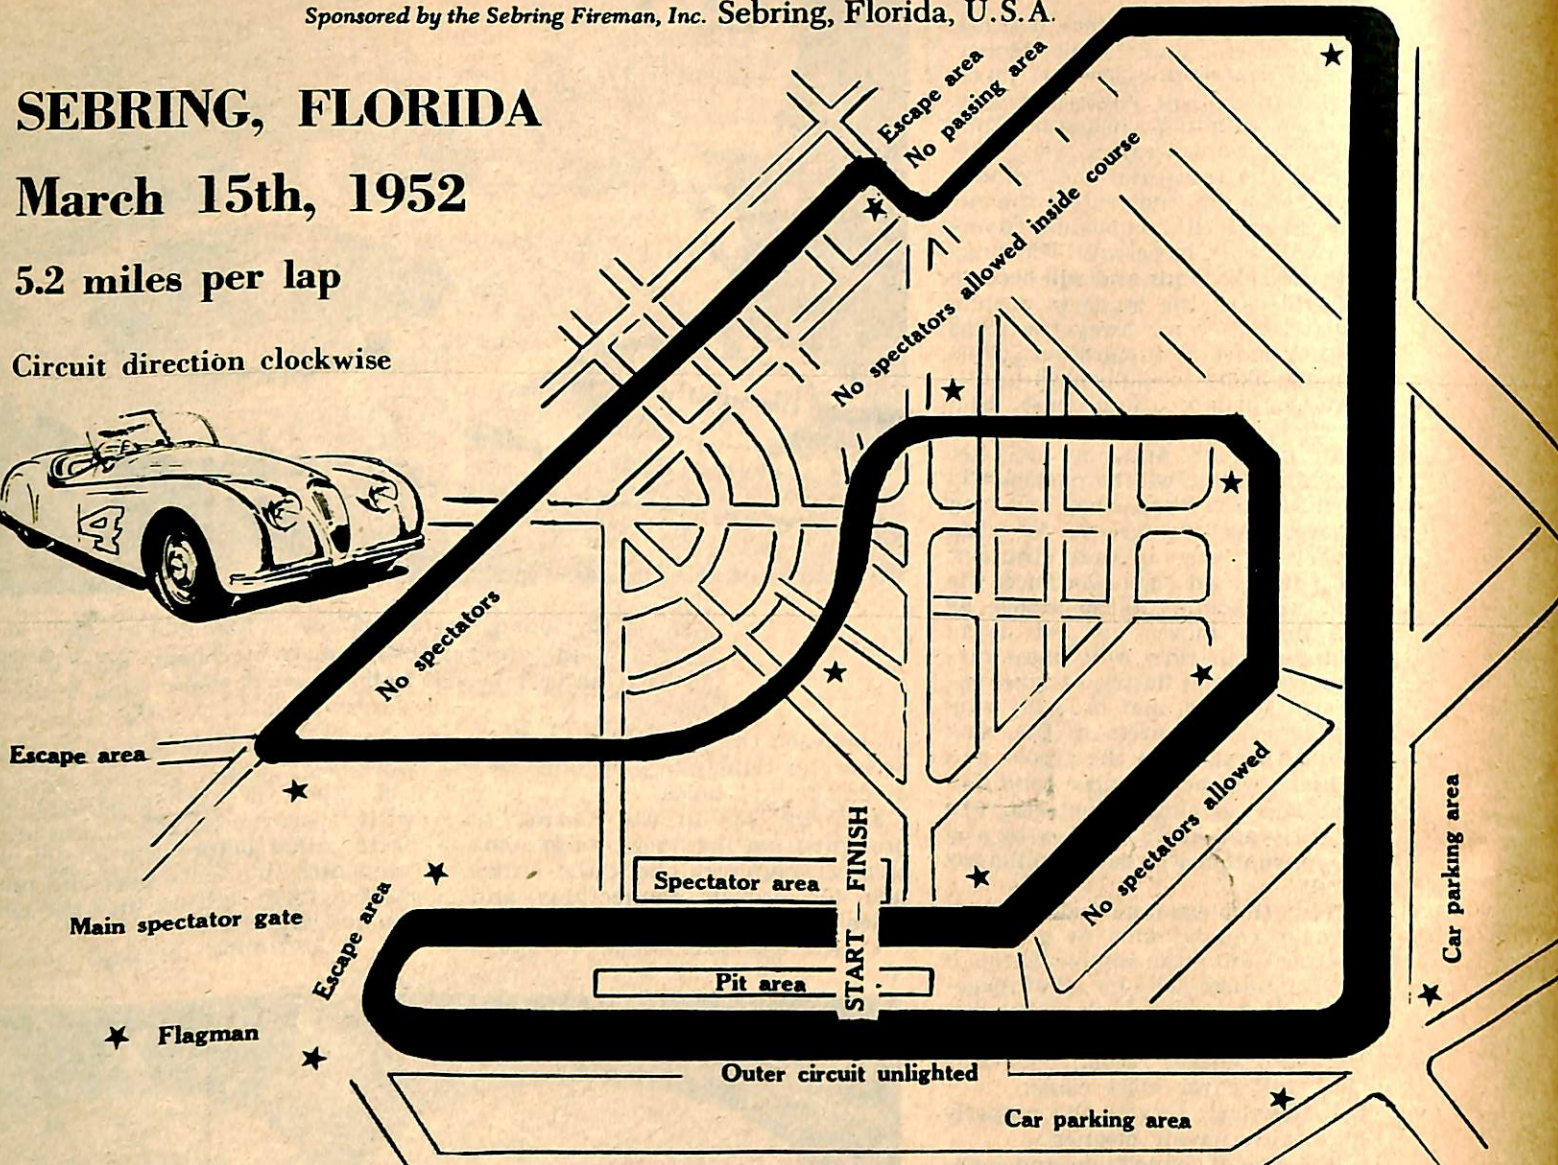 Sponsored by the Sebring Fireman, Inc. Sebring, Florida, U.S.A.
SEBRING, FLORIDA
March 15th, 1952
5.2 miles per lap
Circuit direction clockwise
Escape area
No passing area
No spectators allowed inside course
14
No spectators
Escape area
No spectators allowed
Car parking area
Spectator area
START — FINISH
Main spectator gate
Escape area
Pit area
Flagman
Outer circuit unlighted
Car parking area